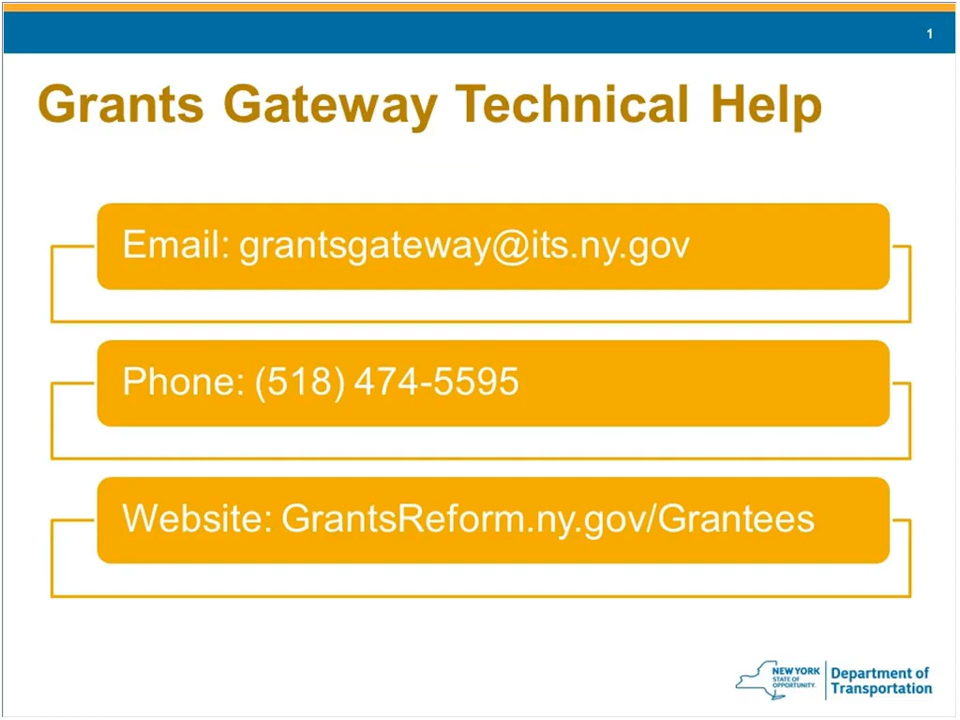 1
Grants Gateway Technical Help
Email: grantsgateway@its.ny.gov
Phone: (518) 474-5595
Website: GrantsReform.ny.gov/Grantees
NEW YORK
STATE OF
OPPORTUNITY.
Department of
Transportation